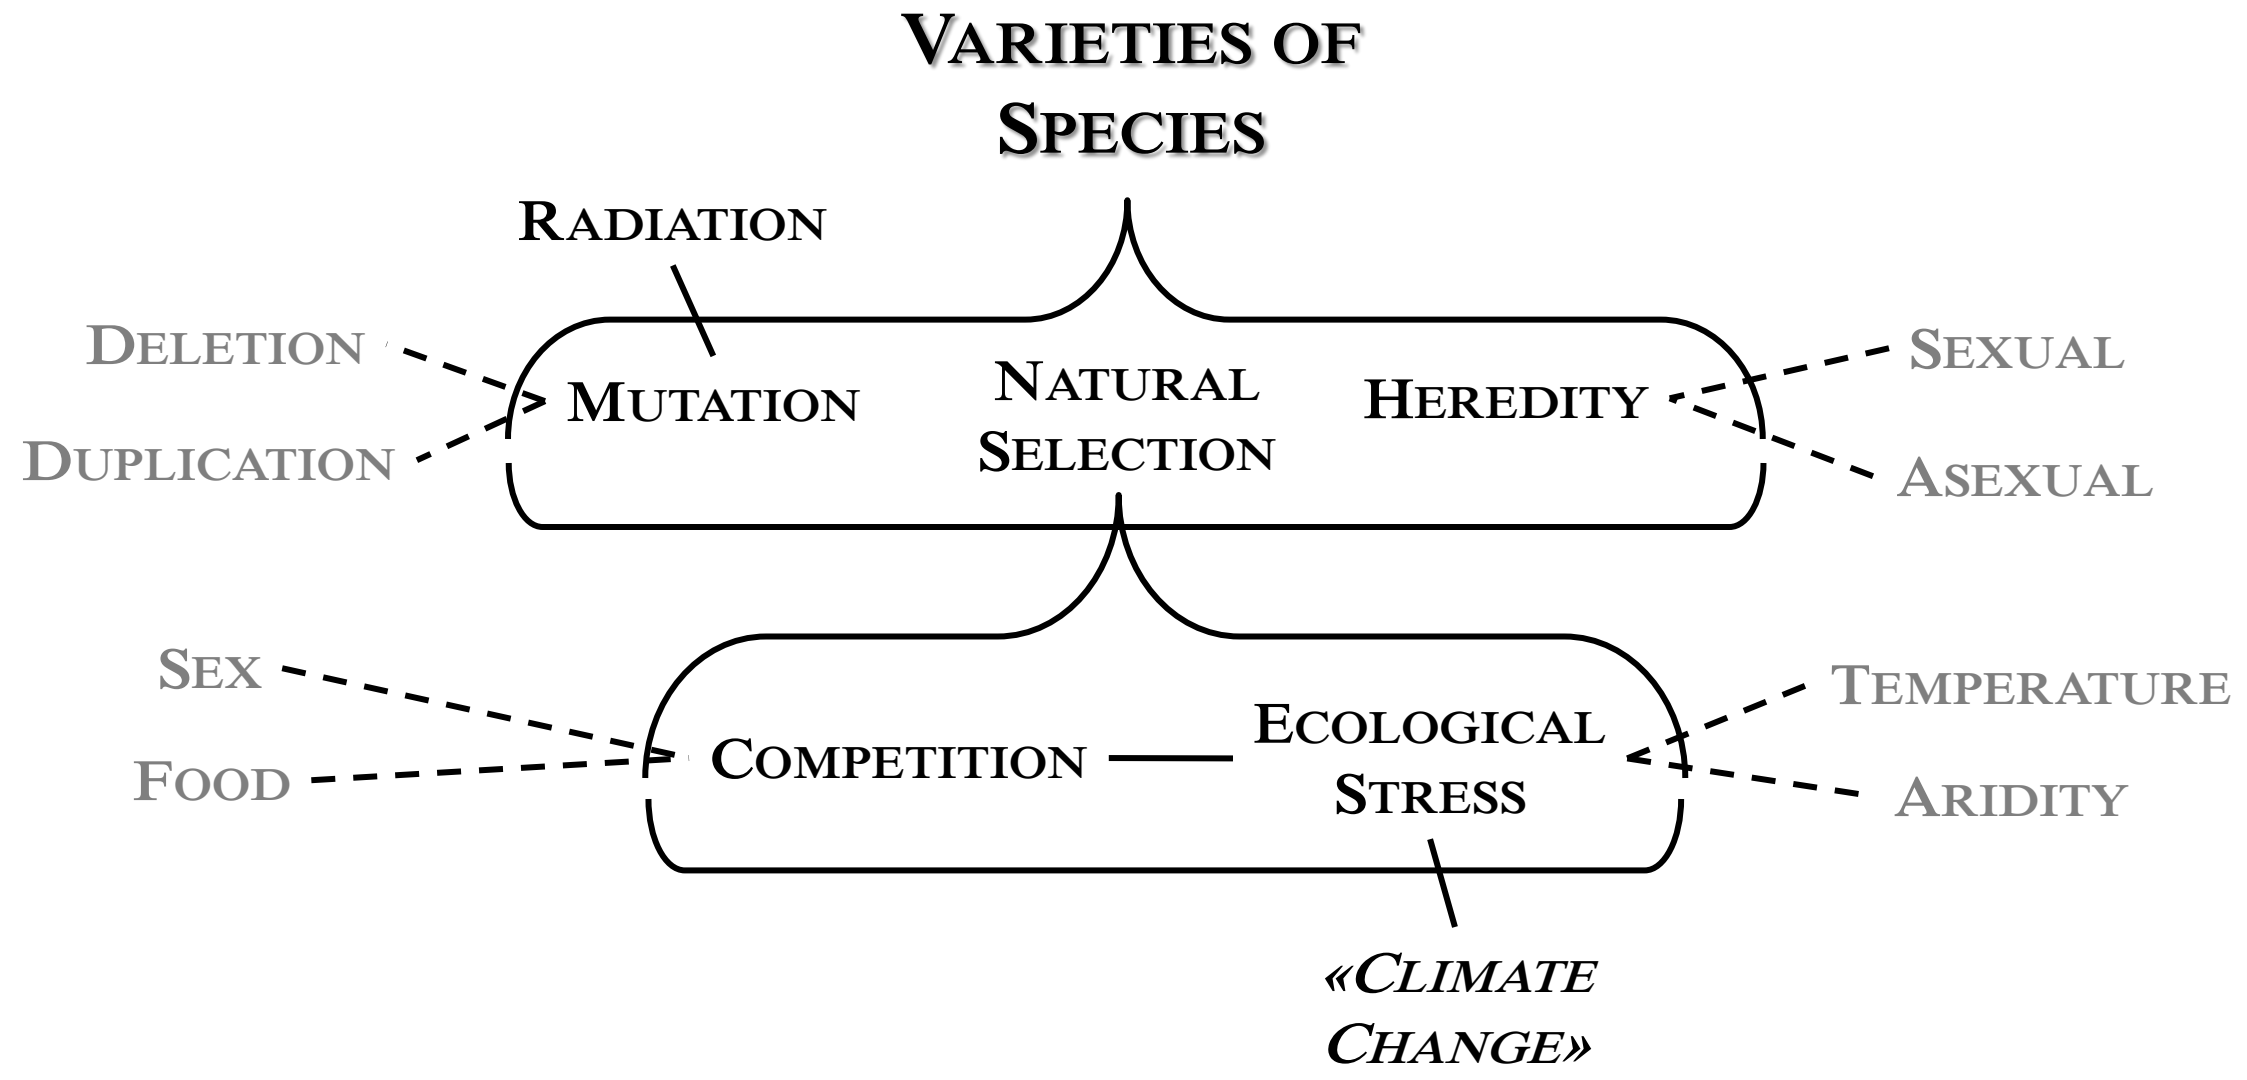 VARIETIES OF
SPECIES
RADIATION
DELETION
DUPLICATION
MUTATION
NATURAL
SELECTION
HEREDITY
SEXUAL
ASEXUAL
SEX
FOOD
COMPETITION
ECOLOGICAL
STRESS
TEMPERATURE
ARIDITY
«CLIMATE
CHANGE»